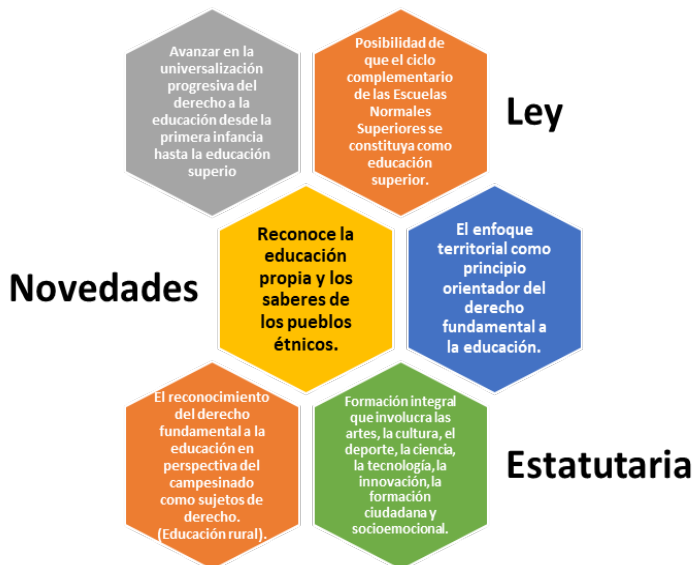 Avanzar en la
universalización
progresiva del
derecho a la
educación desde la
primera infancia
hasta la educación
superio
Posibilidad de
que el ciclo
complementario
de las Escuelas
Normales
Superiores se
constituya como
educación
superior.
Ley
Novedades
Reconoce la
educación
propia y los
saberes de
los pueblos
étnicos.
El enfoque
territorial como
principio
orientador del
derecho
fundamental a
la educación.
El reconocimiento
del derecho
fundamental a la
educación en
perspectiva del
campesinado
como sujetos de
derecho.
(Educación rural).
Formación integral
que involucra las
artes, la cultura, el
deporte, la ciencia,
la tecnología, la
innovación, la
formación
ciudadana y
socioemocional.
Estatutaria